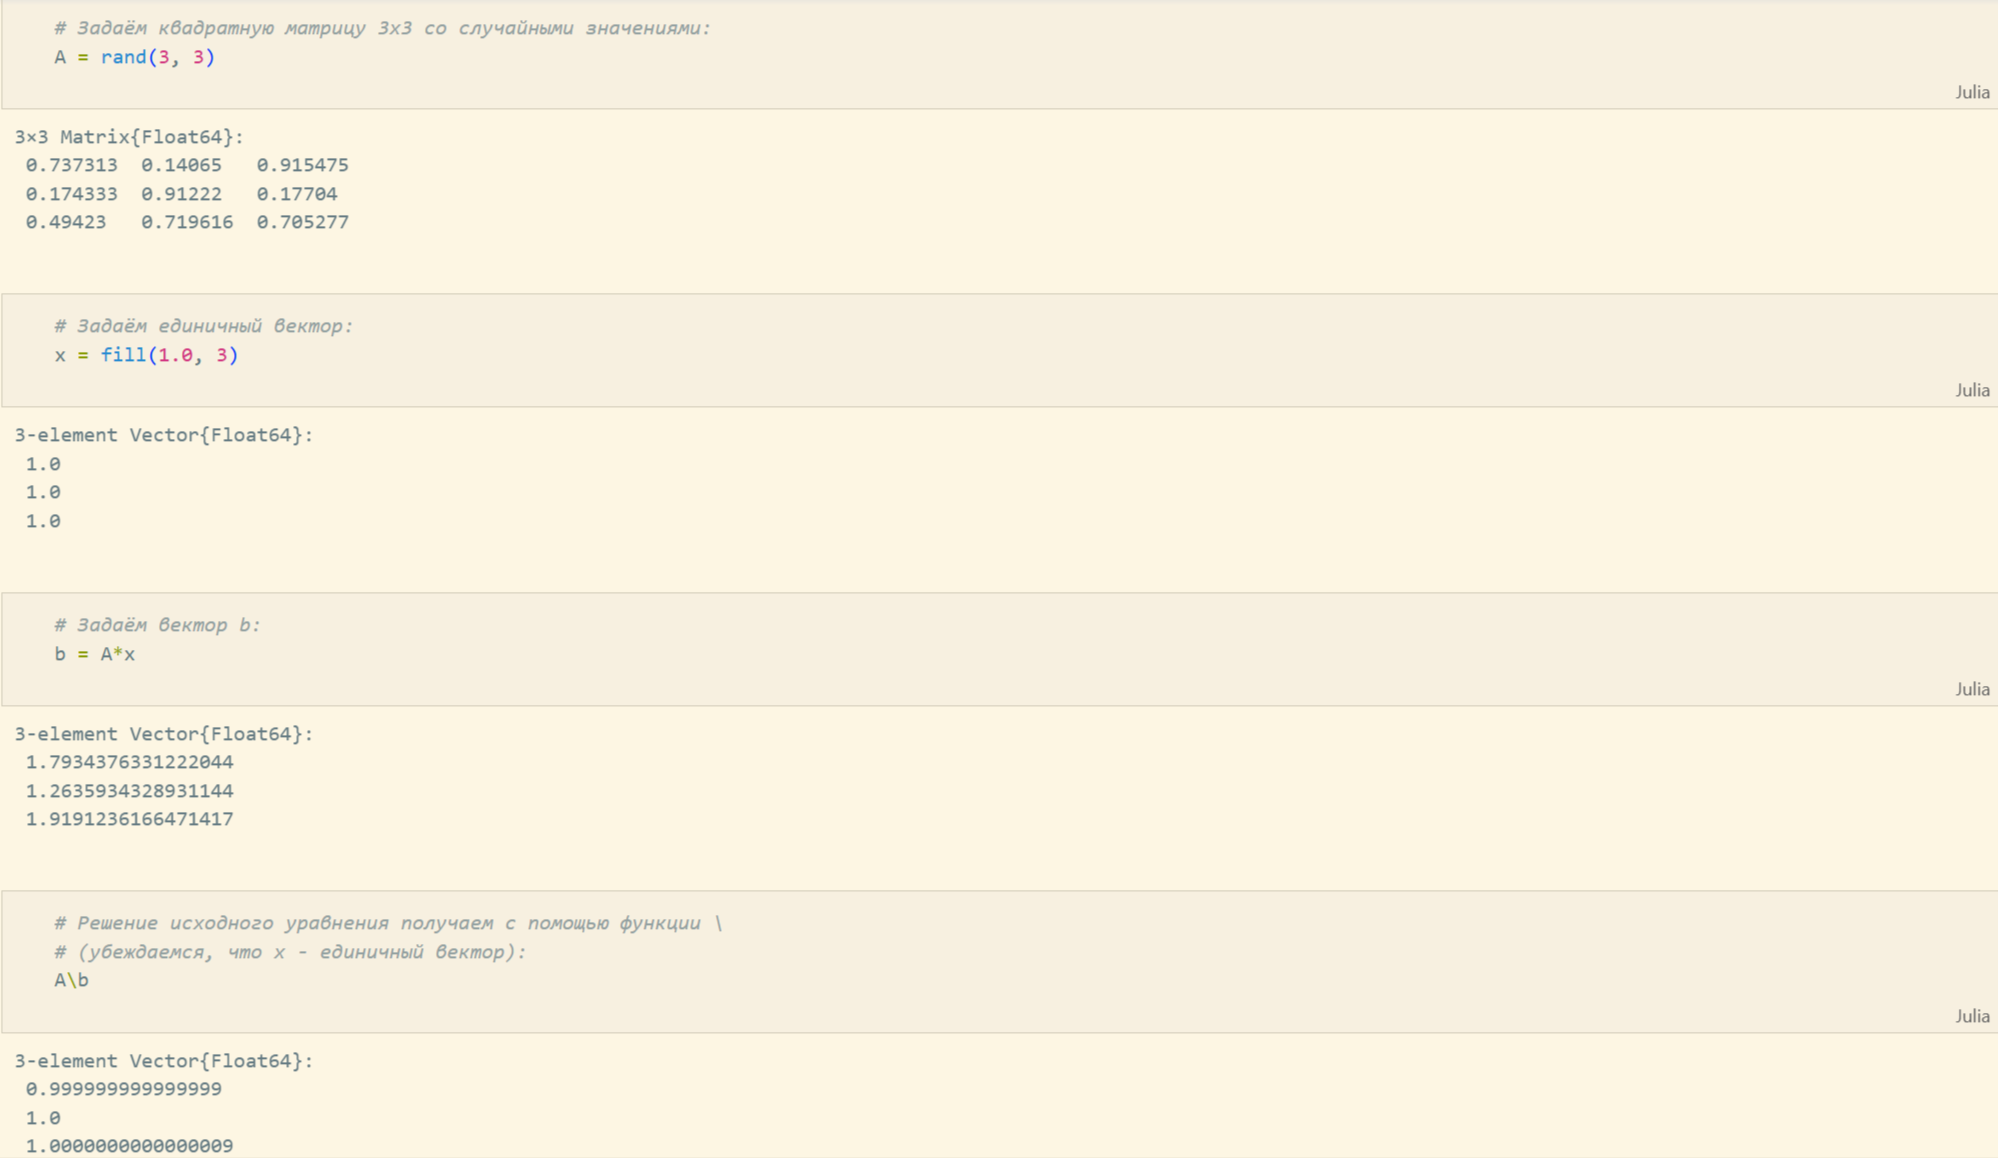 # Задаём квадратную матрицу 3x3 со случайными значениями:
A = rand(3, 3)
Julia
3×3 Matrix{Float64}:
0.737313 0.14065 0.915475
0.174333 0.91222 0.17704
0.49423 0.719616 0.705277
# Задаём единичный вектор:
x = fill(1.0, 3)
Julia
3-element Vector{Float64}:
1.0
1.0
1.0
# Задаём вектор b:
b = A*x
Julia
3-element Vector{Float64}:
1.7934376331222044
1.2635934328931144
1.9191236166471417
# Решение исходного уравнения получаем с помощью функции \
# (убеждаемся, что x - единичный вектор):
A\b
Julia
3-element Vector{Float64}:
0.999999999999999
1.0
1.0000000000000009